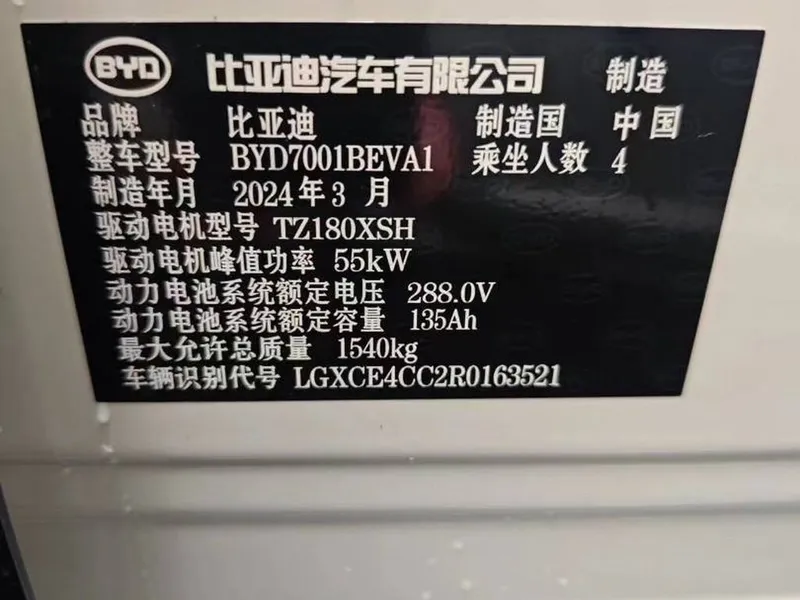 BYD 比亚迪汽车有限公司 制造
品牌 比亚迪 制造国 中国
整车型号 BYD7001BEVA1 乘坐人数 4
制造年月 2024年3月
驱动电机型号 TZ180XSH
驱动电机峰值功率 55kW
动力电池系统额定电压 288.0V
动力电池系统额定容量 135Ah
最大允许总质量 1540kg
车辆识别代号 LGXCE4CC2R0163521